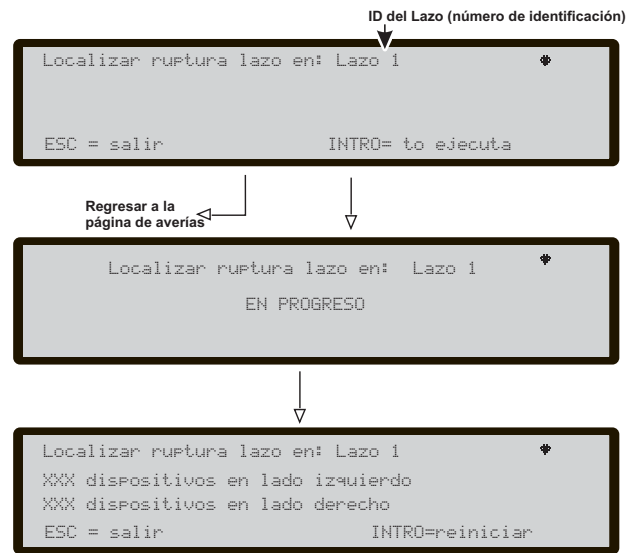 ID del Lazo (número de identificación)
Localizar ruptura lazo en: Lazo 1
ESC = salir INTRO= to ejecuta
Regresar a la
página de averías
Localizar ruptura lazo en: Lazo 1
EN PROGRESO
Localizar ruptura lazo en: Lazo 1
XXX dispositivos en lado izquierdo
XXX dispositivos en lado derecho
ESC = salir INTRO=reiniciar